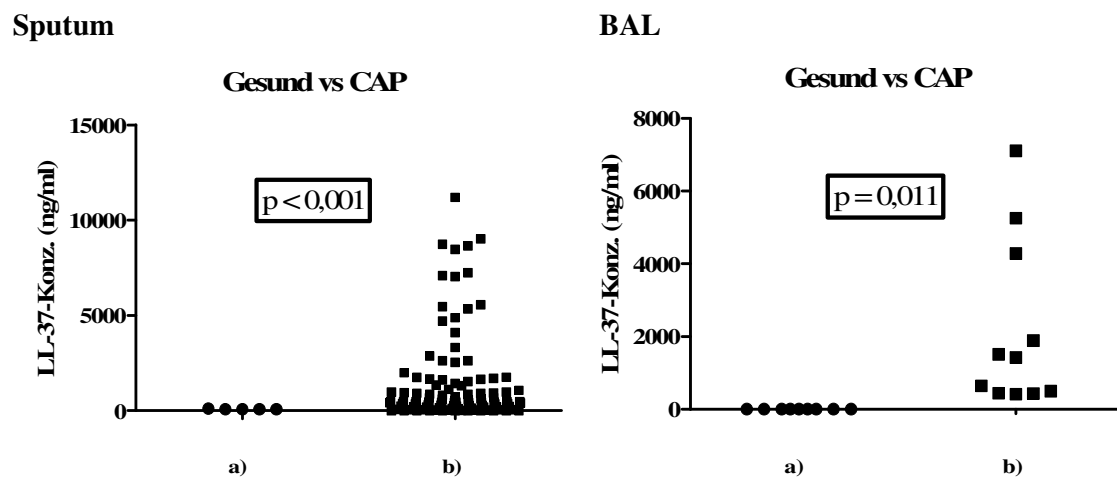 Sputum
Gesund vs CAP
LL-37-Konz. (ng/ml)
15000
10000
5000
0
p < 0,001
a)
b)
BAL
Gesund vs CAP
LL-37-Konz. (ng/ml)
8000
6000
4000
2000
0
p = 0,011
a)
b)